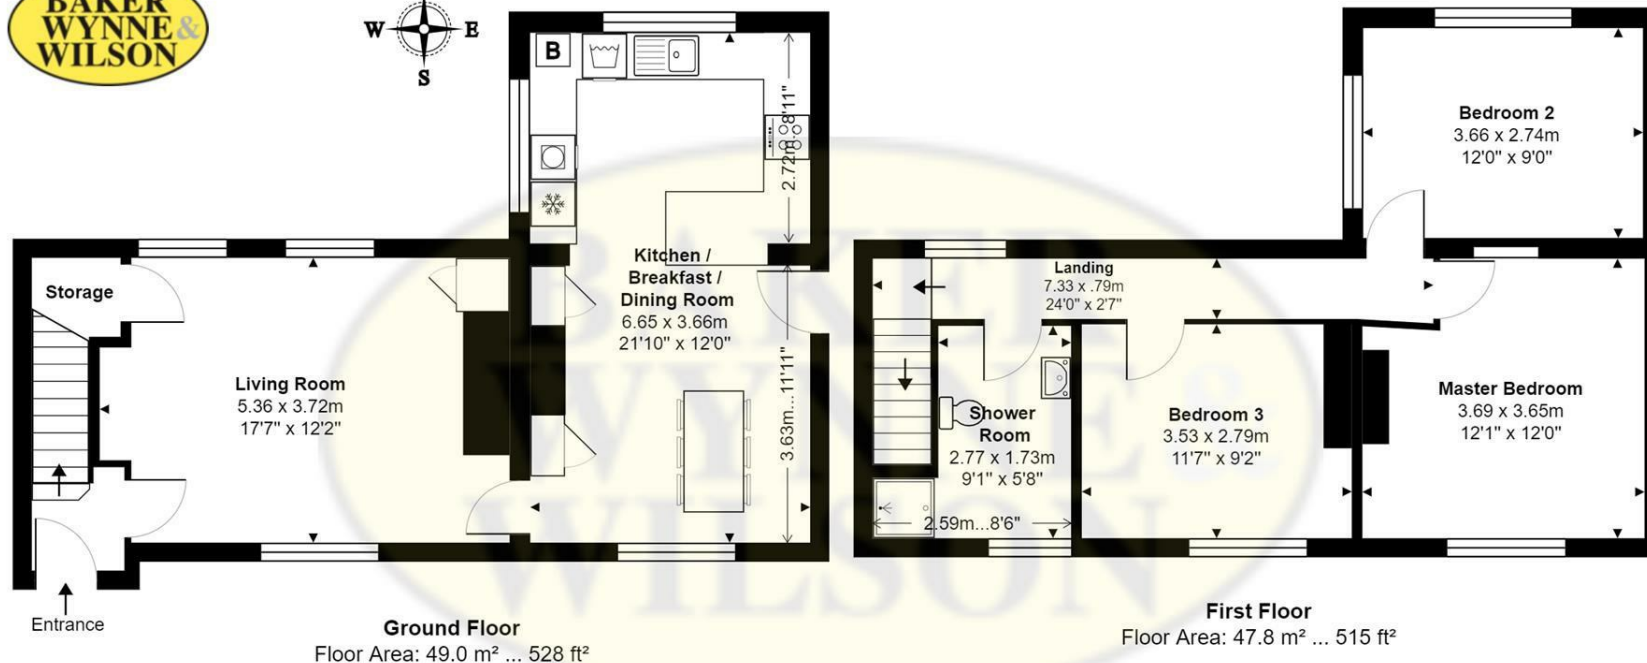 BAKER
WYNNE &
WILSON
W E
S
B
2.72m...8'11"
Kitchen /
Breakfast /
Dining Room
6.65 x 3.66m
21'10" x 12'0"
3.63m...11'11"
Storage
Living Room
5.36 x 3.72m
17'7" x 12'2"
Entrance
Ground Floor
Floor Area: 49.0 m² ... 528 ft²
Bedroom 2
3.66 x 2.74m
12'0" x 9'0"
Landing
7.33 x .79m
24'0" x 2'7"
Shower
Room
2.77 x 1.73m
9'1" x 5'8"
2.59m...8'6"
Bedroom 3
3.53 x 2.79m
11'7" x 9'2"
Master Bedroom
3.69 x 3.65m
12'1" x 12'0"
First Floor
Floor Area: 47.8 m² ... 515 ft²
BAKER
WYNNE &
WILSON